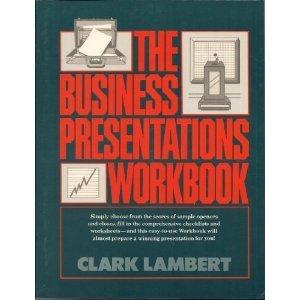 THE
BUSINESS
PRESENTATIONS
WORKBOOK
Simply choose from the scores of sample openers
and closes, fill in the comprehensive checklists and
worksheets—and this easy-to-use Workbook will
almost prepare a winning presentation for you!
CLARK LAMBERT